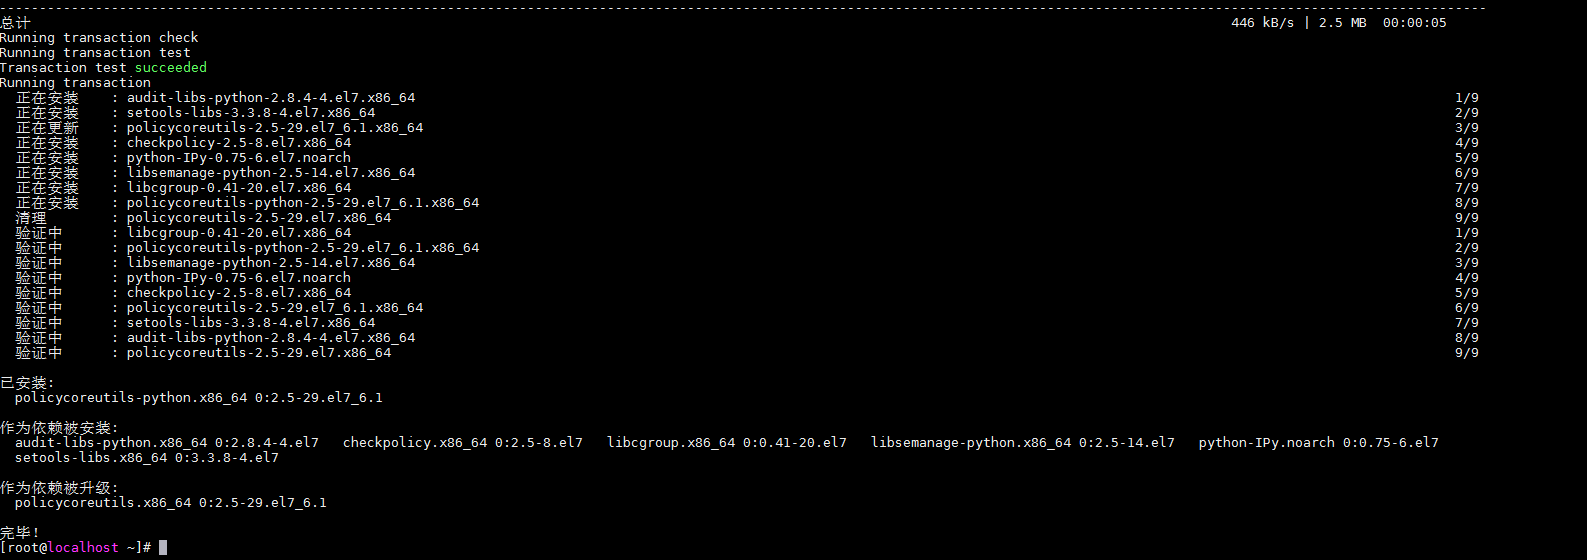 --------------------------------------------------------------------------------
总计 446 kB/s | 2.5 MB 00:00:05
Running transaction check
Running transaction test
Transaction test succeeded
Running transaction
正在安装 : audit-libs-python-2.8.4-4.el7.x86_64 1/9
正在安装 : setools-libs-3.3.8-4.el7.x86_64 2/9
正在更新 : policycoreutils-2.5-29.el7_6.1.x86_64 3/9
正在安装 : checkpolicy-2.5-8.el7.x86_64 4/9
正在安装 : python-IPy-0.75-6.el7.noarch 5/9
正在安装 : libsemanage-python-2.5-14.el7.x86_64 6/9
正在安装 : libcgroup-0.41-20.el7.x86_64 7/9
正在安装 : policycoreutils-python-2.5-29.el7_6.1.x86_64 8/9
清理 : policycoreutils-2.5-29.el7.x86_64 9/9
验证中 : libcgroup-0.41-20.el7.x86_64 1/9
验证中 : policycoreutils-python-2.5-29.el7_6.1.x86_64 2/9
验证中 : libsemanage-python-2.5-14.el7.x86_64 3/9
验证中 : python-IPy-0.75-6.el7.noarch 4/9
验证中 : checkpolicy-2.5-8.el7.x86_64 5/9
验证中 : policycoreutils-2.5-29.el7_6.1.x86_64 6/9
验证中 : setools-libs-3.3.8-4.el7.x86_64 7/9
验证中 : audit-libs-python-2.8.4-4.el7.x86_64 8/9
验证中 : policycoreutils-2.5-29.el7.x86_64 9/9
已安装:
policycoreutils-python.x86_64 0:2.5-29.el7_6.1
作为依赖被安装:
audit-libs-python.x86_64 0:2.8.4-4.el7 checkpolicy.x86_64 0:2.5-8.el7 libcgroup.x86_64 0:0.41-20.el7 libsemanage-python.x86_64 0:2.5-14.el7 python-IPy.noarch 0:0.75-6.el7
setools-libs.x86_64 0:3.3.8-4.el7
作为依赖被升级:
policycoreutils.x86_64 0:2.5-29.el7_6.1
完毕!
[root@localhost ~]#